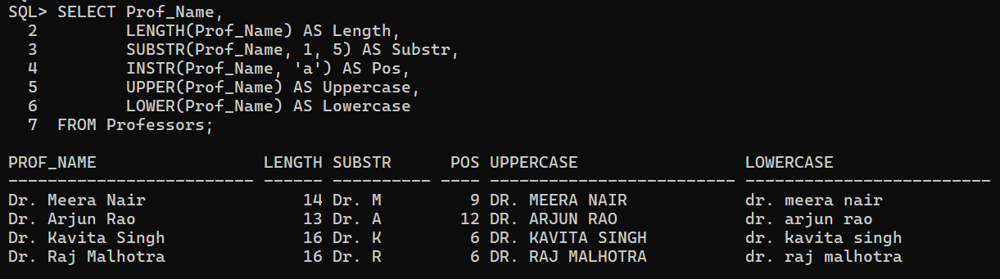 SQL> SELECT Prof_Name,
  2         LENGTH(Prof_Name) AS Length,
  3         SUBSTR(Prof_Name, 1, 5) AS Substr,
  4         INSTR(Prof_Name, 'a') AS Pos,
  5         UPPER(Prof_Name) AS Uppercase,
  6         LOWER(Prof_Name) AS Lowercase
  7  FROM Professors;
PROF_NAME                 LENGTH SUBSTR      POS UPPERCASE                 LOWERCASE
------------------------- ------ ---------- ---- ------------------------- -------------------------
Dr. Meera Nair                14 Dr. M         9 DR. MEERA NAIR            dr. meera nair
Dr. Arjun Rao                 13 Dr. A        12 DR. ARJUN RAO             dr. arjun rao
Dr. Kavita Singh              16 Dr. K         6 DR. KAVITA SINGH          dr. kavita singh
Dr. Raj Malhotra              16 Dr. R         6 DR. RAJ MALHOTRA          dr. raj malhotra